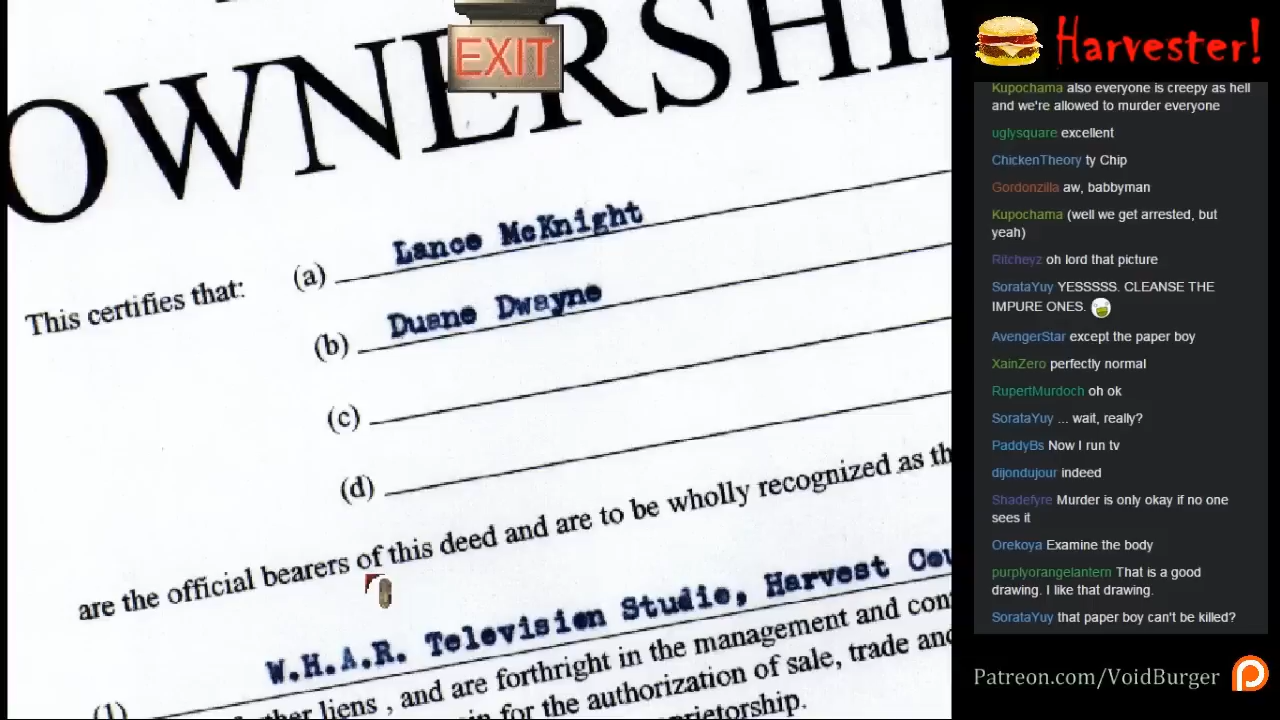 OWNERSHI
EXIT
This certifies that:
(a) Lance McKnight
(b) Duane Dwayne
(c)
(d)
are the official bearers of this deed and are to be wholly recognized as th
W.H.A.R. Television Studio, Harvest Cou
(1)
ther liens , and are forthright in the management and con
in for the authorization of sale, trade and
prietorship.
Harvester!
Kupochama also everyone is creepy as hell
and we're allowed to murder everyone
uglysquare excellent
ChickenTheory ty Chip
Gordonzilla aw, babbyman
Kupochama (well we get arrested, but
yeah)
Ritcheyz oh lord that picture
SorataYuy YESSSSS. CLEANSE THE
IMPURE ONES.
AvengerStar except the paper boy
XainZero perfectly normal
RupertMurdoch oh ok
SorataYuy ... wait, really?
PaddyBs Now I run tv
dijondujour indeed
Shadefyre Murder is only okay if no one
sees it
Orekoya Examine the body
purplyorangelantern That is a good
drawing. I like that drawing.
SorataYuy that paper boy can't be killed?
Patreon.com/VoidBurger